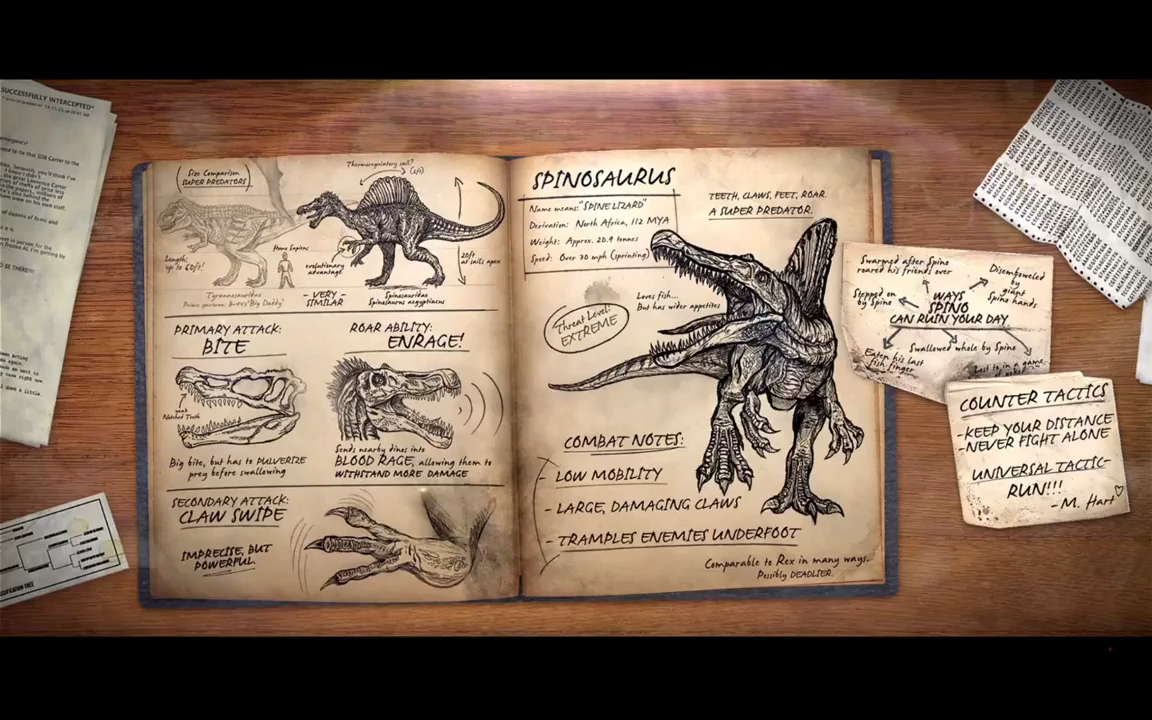 SUCCESSFULLY INTERCEPTED*
Size Comparison
SUPER PREDATORS
Thermoregulatory sail?
Length:
up to 60ft!
Homo Sapiens
evolutionary
advantage
20ft
at sails apex
Tyrannosauridae
- VERY -
SIMILAR
Spinosauridae
Spinosaurus aegyptiacus
PRIMARY ATTACK:
BITE
Notched Tooth
Big bite, but has to PULVERIZE
prey before swallowing
ROAR ABILITY:
ENRAGE!
Sends nearby dinos into
BLOOD RAGE, allowing them to
WITHSTAND MORE DAMAGE
SECONDARY ATTACK:
CLAW SWIPE
IMPRECISE, BUT
POWERFUL.
SPINOSAURUS
Name means: "SPINE LIZARD"
Derivation: North Africa, 112 MYA
Weight: Approx. 20.9 tonnes
Speed: Over 30 mph (sprinting)
TEETH, CLAWS, FEET, ROAR.
A SUPER PREDATOR.
Loves fish...
But has wider appetites
Threat Level:
EXTREME
COMBAT NOTES:
- LOW MOBILITY
- LARGE, DAMAGING CLAWS
- TRAMPLES ENEMIES UNDERFOOT
Comparable to Rex in many ways.
Possibly DEADLIER.
Swarmed after Spino
roared his friends over
Disemboweled
by
giant
Spino hands
Stepped on
by Spino
WAYS
SPINO
CAN RUIN YOUR DAY
Swallowed whole by Spino
Eaten his last
fish finger
COUNTER TACTICS
-KEEP YOUR DISTANCE
-NEVER FIGHT ALONE
UNIVERSAL TACTIC-
RUN!!!
- M. Hart